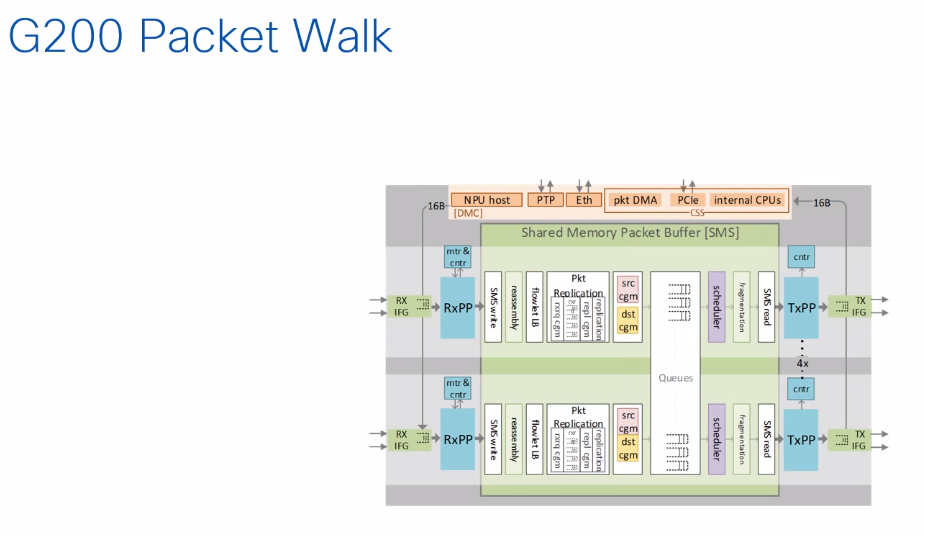 G200 Packet Walk
16B
NPU host
PTP
Eth
pkt DMA
PCIe
internal CPUs
[DMC]
CSS
16B
Shared Memory Packet Buffer [SMS]
mtr &
cntr
cntr
RX
IFG
RxPP
SMS write
reassembly
flowlet LB
Pkt
Replication
rxrq cgm
repl cgm
replication
src
cgm
dst
cgm
scheduler
fragmentation
SMS read
TxPP
TX
IFG
Queues
4x
mtr &
cntr
cntr
RX
IFG
RxPP
SMS write
reassembly
flowlet LB
Pkt
Replication
rxrq cgm
repl cgm
replication
src
cgm
dst
cgm
scheduler
fragmentation
SMS read
TxPP
TX
IFG